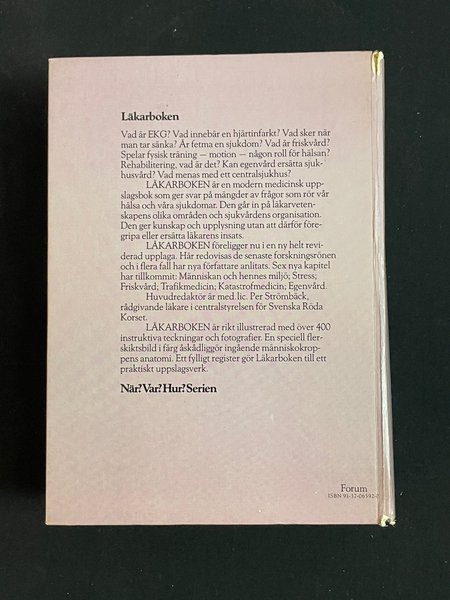 Läkarboken
Vad är EKG? Vad innebär en hjärtinfarkt? Vad sker när
man tar sänka? Är fetma en sjukdom? Vad är friskvård?
Spelar fysisk träning — motion — någon roll för hälsan?
Rehabilitering, vad är det? Kan egenvård ersätta sjuk-
husvård? Vad menas med ett centralsjukhus?
LÄKARBOKEN är en modern medicinsk upp-
slagsbok som ger svar på mängder av frågor som rör vår
hälsa och våra sjukdomar. Den går in på läkarveten-
skapens olika områden och sjukvårdens organisation.
Den ger kunskap och upplysning utan att därför före-
gripa eller ersätta läkarens insats.
LÄKARBOKEN föreligger nu i en ny helt revi-
derad upplaga. Här redovisas de senaste forskningsrönen
och i flera fall har nya författare anlitats. Sex nya kapitel
har tillkommit: Människan och hennes miljö; Stress;
Friskvård; Trafikmedicin; Katastrofmedicin; Egenvård.
Huvudredaktör är med.lic. Per Strömbäck,
rådgivande läkare i centralstyrelsen för Svenska Röda
Korset.
LÄKARBOKEN är rikt illustrerad med över 400
instruktiva teckningar och fotografier. En speciell fler-
skiktsbild i färg åskådliggör ingående människokrop-
pens anatomi. Ett fylligt register gör Läkarboken till ett
praktiskt uppslagsverk.
När?Var?Hur?Serien
Forum
ISBN 91-37-06592-